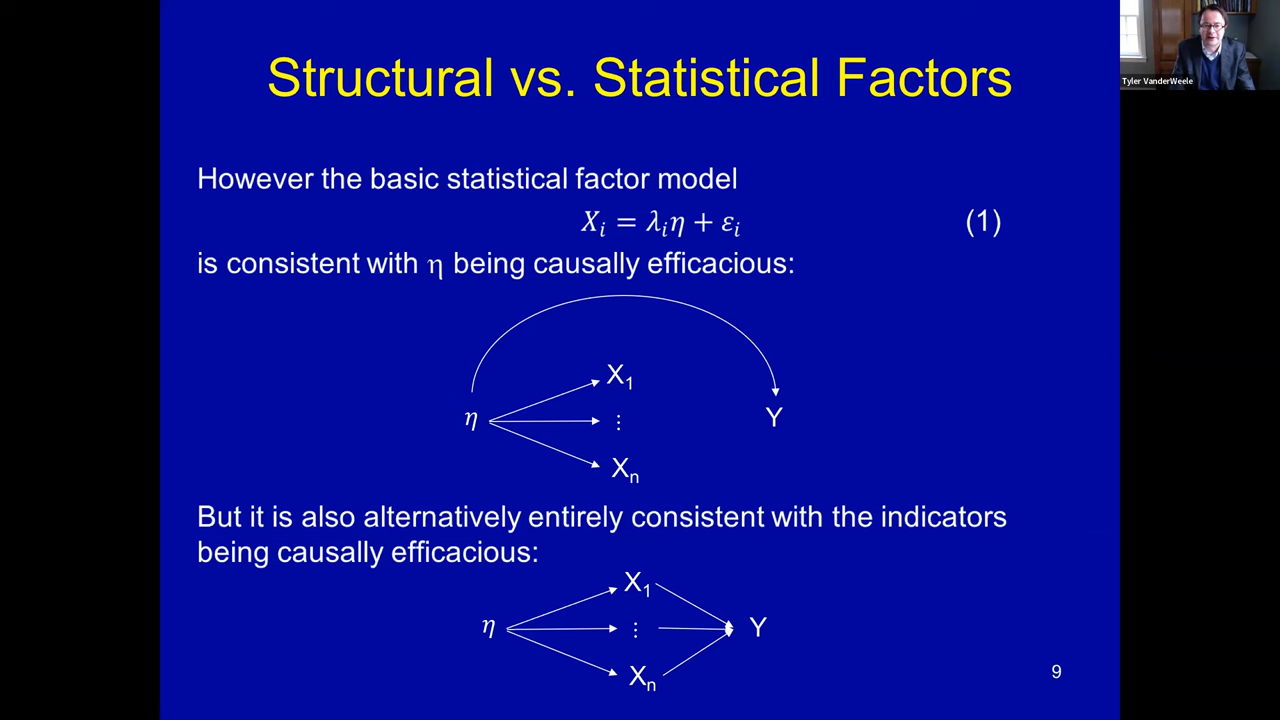 Structural vs. Statistical Factors
Tyler VanderWeele
However the basic statistical factor model
Xᵢ = λᵢη + εᵢ (1)
is consistent with η being causally efficacious:
X₁
η ⋮ Y
Xₙ
But it is also alternatively entirely consistent with the indicators
being causally efficacious:
X₁
η ⋮ Y
Xₙ
9